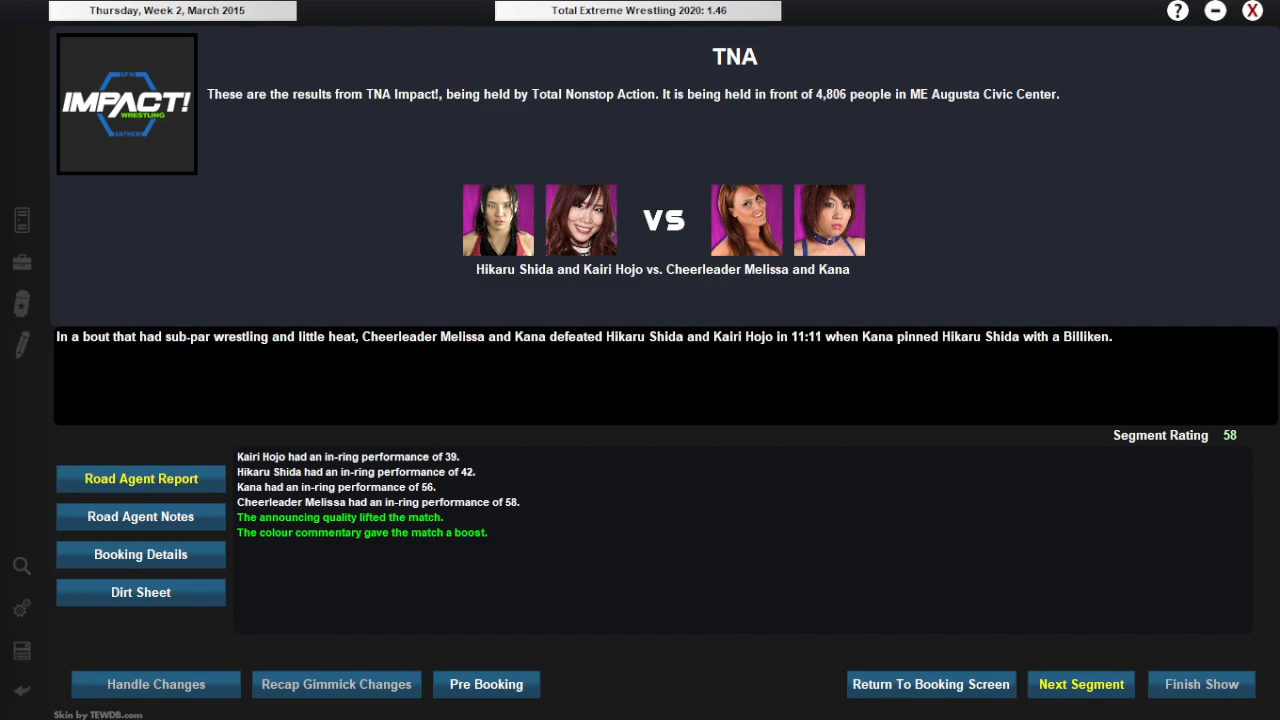 Thursday, Week 2, March 2015
Total Extreme Wrestling 2020: 1.46
?
X
TNA
GFW
IMPACT!
WRESTLING
ANTHEM
These are the results from TNA Impact!, being held by Total Nonstop Action. It is being held in front of 4,806 people in ME Augusta Civic Center.
VS
Hikaru Shida and Kairi Hojo vs. Cheerleader Melissa and Kana
In a bout that had sub-par wrestling and little heat, Cheerleader Melissa and Kana defeated Hikaru Shida and Kairi Hojo in 11:11 when Kana pinned Hikaru Shida with a Billiken.
Segment Rating 58
Road Agent Report
Road Agent Notes
Booking Details
Dirt Sheet
Kairi Hojo had an in-ring performance of 39.
Hikaru Shida had an in-ring performance of 42.
Kana had an in-ring performance of 56.
Cheerleader Melissa had an in-ring performance of 58.
The announcing quality lifted the match.
The colour commentary gave the match a boost.
Handle Changes
Recap Gimmick Changes
Pre Booking
Return To Booking Screen
Next Segment
Finish Show
Skin by TEWDB.com